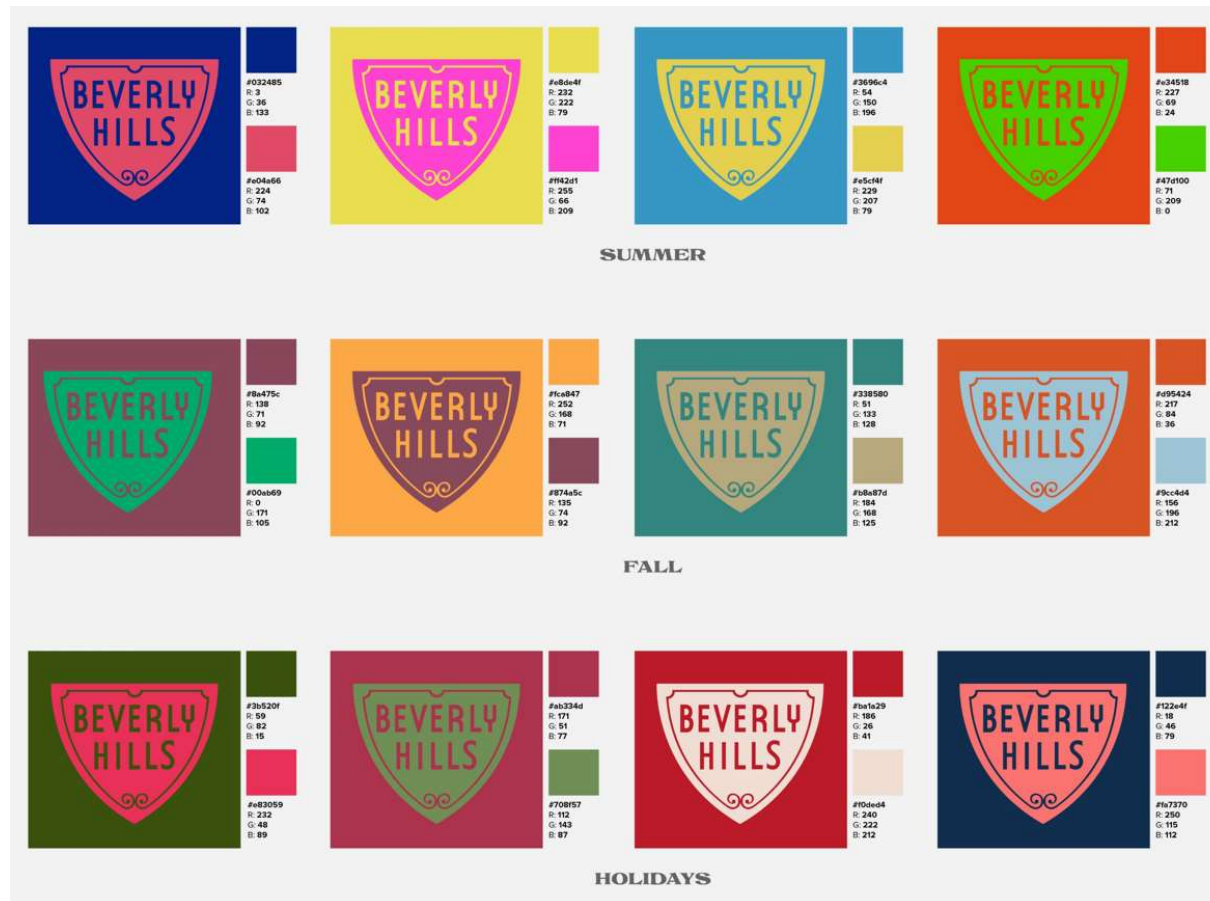 BEVERLY
HILLS
#032485
R: 3
G: 36
B: 133
#e04a66
R: 224
G: 74
B: 102
BEVERLY
HILLS
#e8de4f
R: 232
G: 222
B: 79
#ff42d1
R: 255
G: 66
B: 209
BEVERLY
HILLS
#3696c4
R: 54
G: 150
B: 196
#e5cf4f
R: 229
G: 207
B: 79
BEVERLY
HILLS
#e34518
R: 227
G: 69
B: 24
#47d100
R: 71
G: 209
B: 0
SUMMER
BEVERLY
HILLS
#8a475c
R: 138
G: 71
B: 92
#00ab69
R: 0
G: 171
B: 105
BEVERLY
HILLS
#fca847
R: 252
G: 168
B: 71
#874a5c
R: 135
G: 74
B: 92
BEVERLY
HILLS
#338580
R: 51
G: 133
B: 128
#b8a87d
R: 184
G: 168
B: 125
BEVERLY
HILLS
#d95424
R: 217
G: 84
B: 36
#9cc4d4
R: 156
G: 196
B: 212
FALL
BEVERLY
HILLS
#3b520f
R: 59
G: 82
B: 15
#e83059
R: 232
G: 48
B: 89
BEVERLY
HILLS
#ab334d
R: 171
G: 51
B: 77
#708f57
R: 112
G: 143
B: 87
BEVERLY
HILLS
#ba1a29
R: 186
G: 26
B: 41
#f0ded4
R: 240
G: 222
B: 212
BEVERLY
HILLS
#122e4f
R: 18
G: 46
B: 79
#fa7370
R: 250
G: 115
B: 112
HOLIDAYS